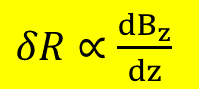 δR ∝ dB_z/dz